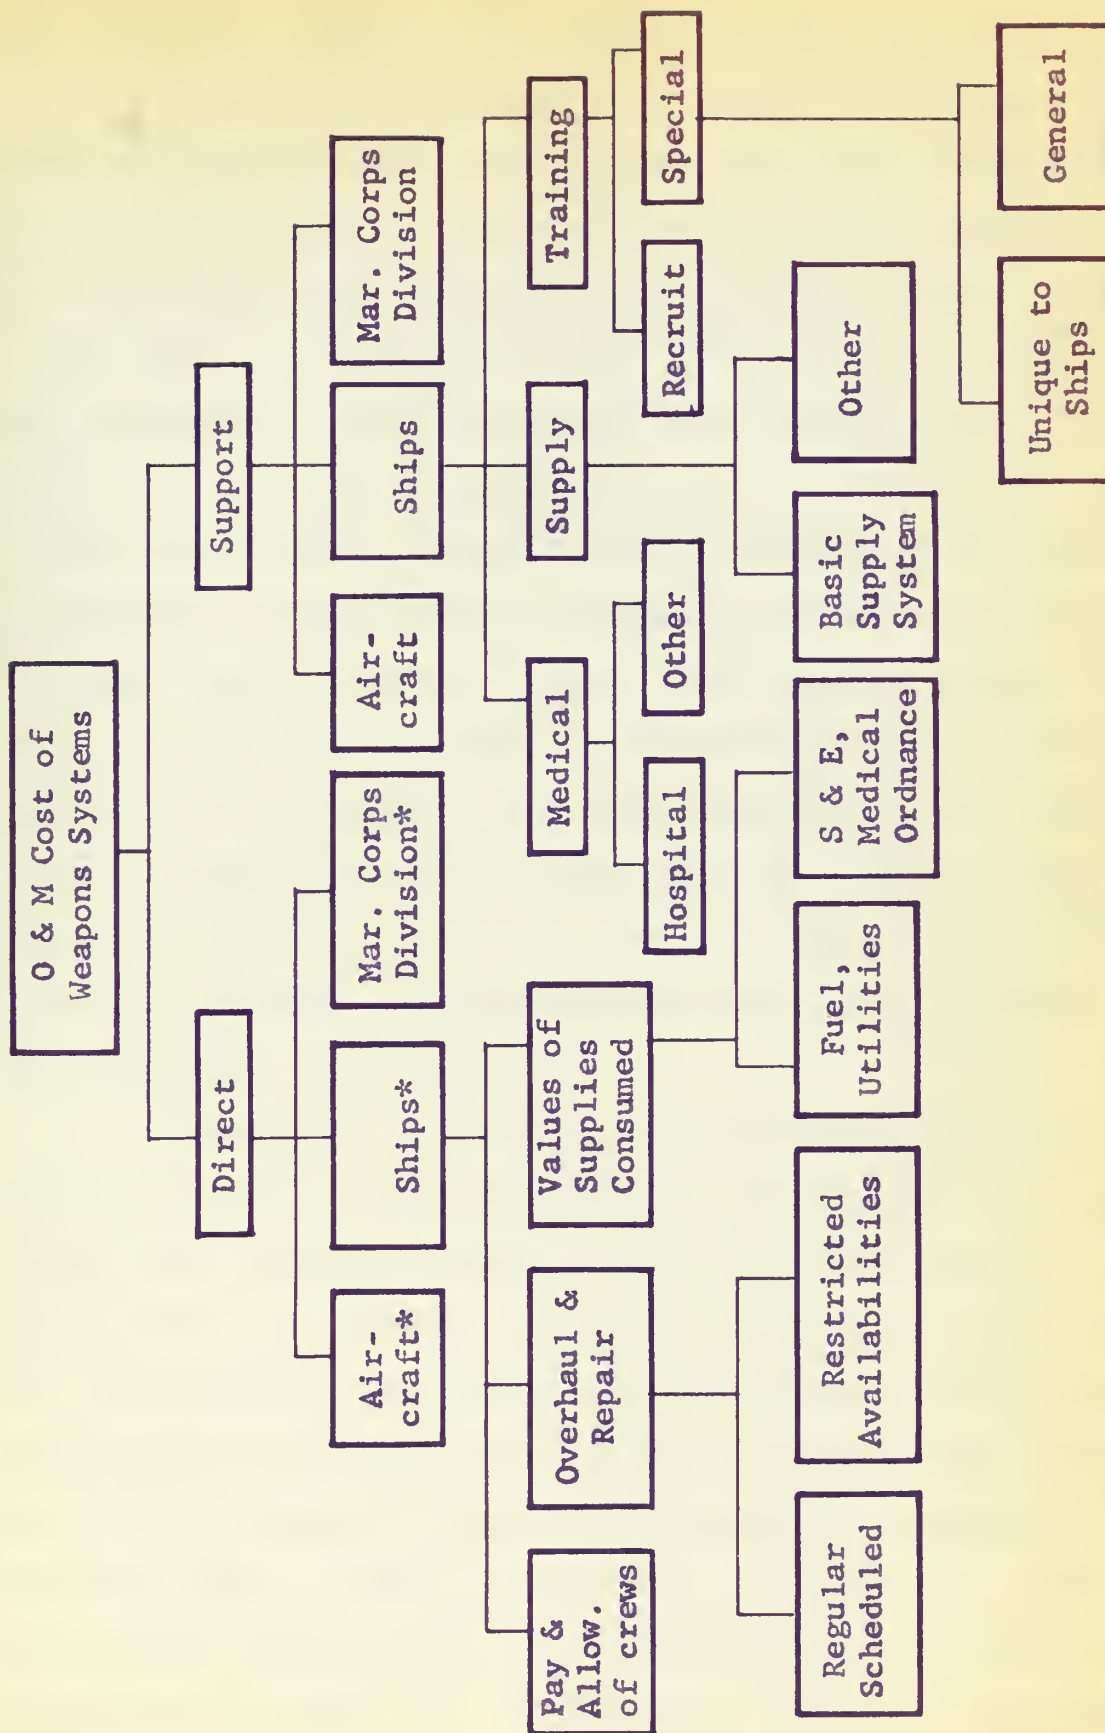 O & M Cost of
Weapons Systems
Direct
Support
Air-
craft*
Ships*
Mar. Corps
Division*
Air-
craft
Ships
Mar. Corps
Division
Pay &
Allow.
of crews
Overhaul &
Repair
Values of
Supplies
Consumed
Medical
Supply
Training
Hospital
Other
Recruit
Special
Regular
Scheduled
Restricted
Availabilities
Fuel,
Utilities
S & E,
Medical
Ordnance
Basic
Supply
System
Other
Unique to
Ships
General